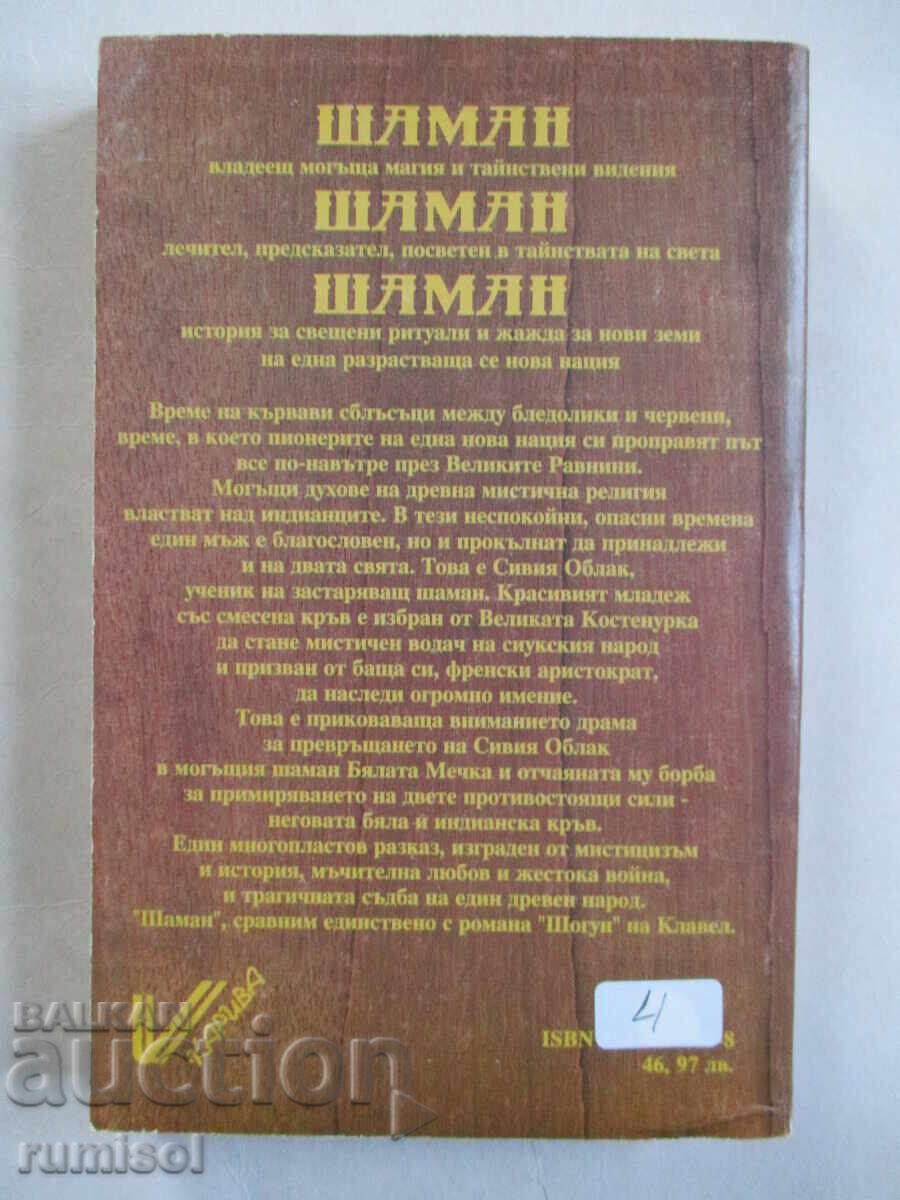 ШАМАН
владеещ могъща магия и тайнствени видения
ШАМАН
лечител, предсказател, посветен в тайнствата на света
ШАМАН
история за свещени ритуали и жажда за нови земи
на една разрастваща се нова нация
Време на кървави сблъсъци между бледолики и червени,
време, в което пионерите на една нова нация си проправят път
все по-навътре през Великите Равнини.
Могъщи духове на древна мистична религия
властват над индианците. В тези неспокойни, опасни времена
един мъж е благословен, но и прокълнат да принадлежи
и на двата свята. Това е Сивия Облак,
ученик на застаряващ шаман. Красивият младеж
със смесена кръв е избран от Великата Костенурка
да стане мистичен водач на сиукския народ
и призван от баща си, френски аристократ,
да наследи огромно имение.
Това е приковаваща вниманието драма
за превръщането на Сивия Облак
в могъщия шаман Бялата Мечка и отчаяната му борба
за примиряването на двете противостоящи сили -
неговата бяла и индианска кръв.
Един многопластов разказ, изграден от мистицизъм
и история, мъчителна любов и жестока война,
и трагичната съдба на един древен народ.
"Шаман", сравним единствено с романа "Шогун" на Клавел.
КАМИВА
4
ISBN 8
46, 97 лв.
BALKAN
auction
rumisol